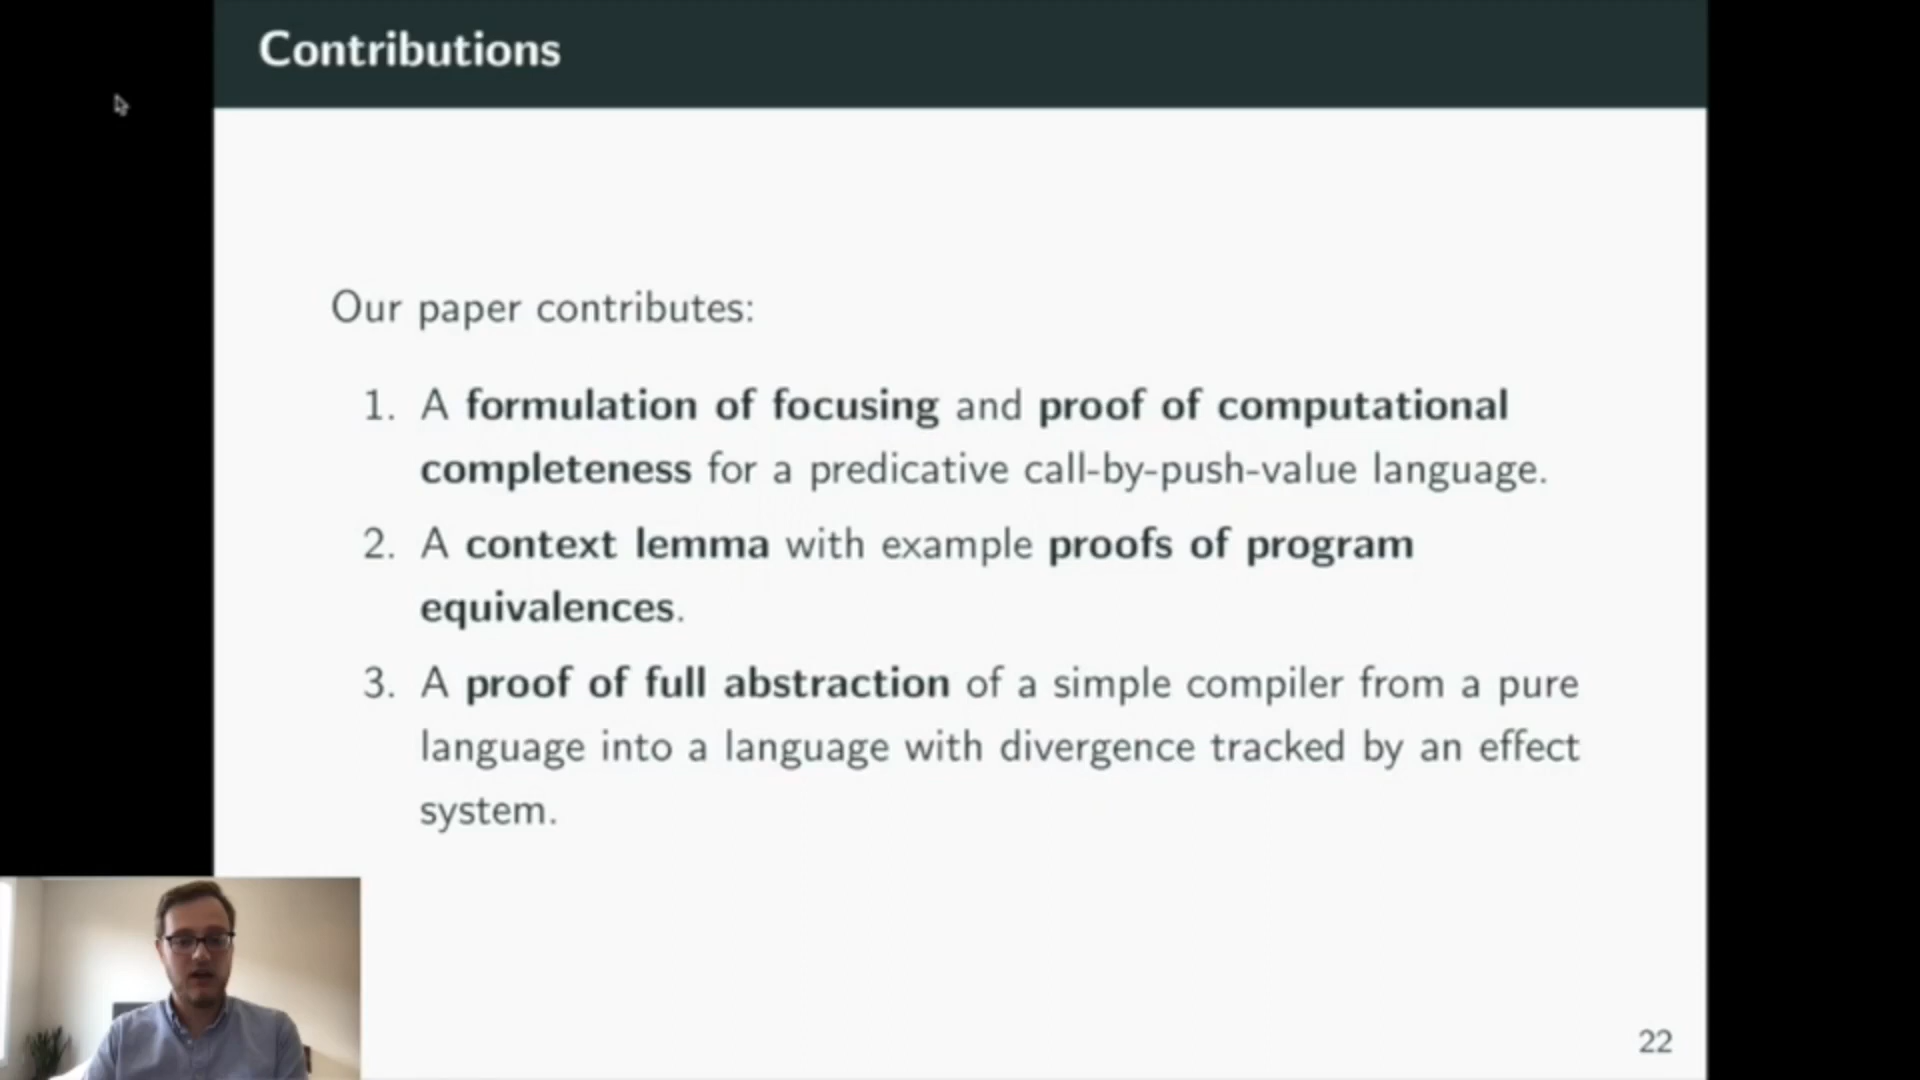 Contributions
Our paper contributes:
1. A formulation of focusing and proof of computational
completeness for a predicative call-by-push-value language.
2. A context lemma with example proofs of program
equivalences.
3. A proof of full abstraction of a simple compiler from a pure
language into a language with divergence tracked by an effect
system.
22